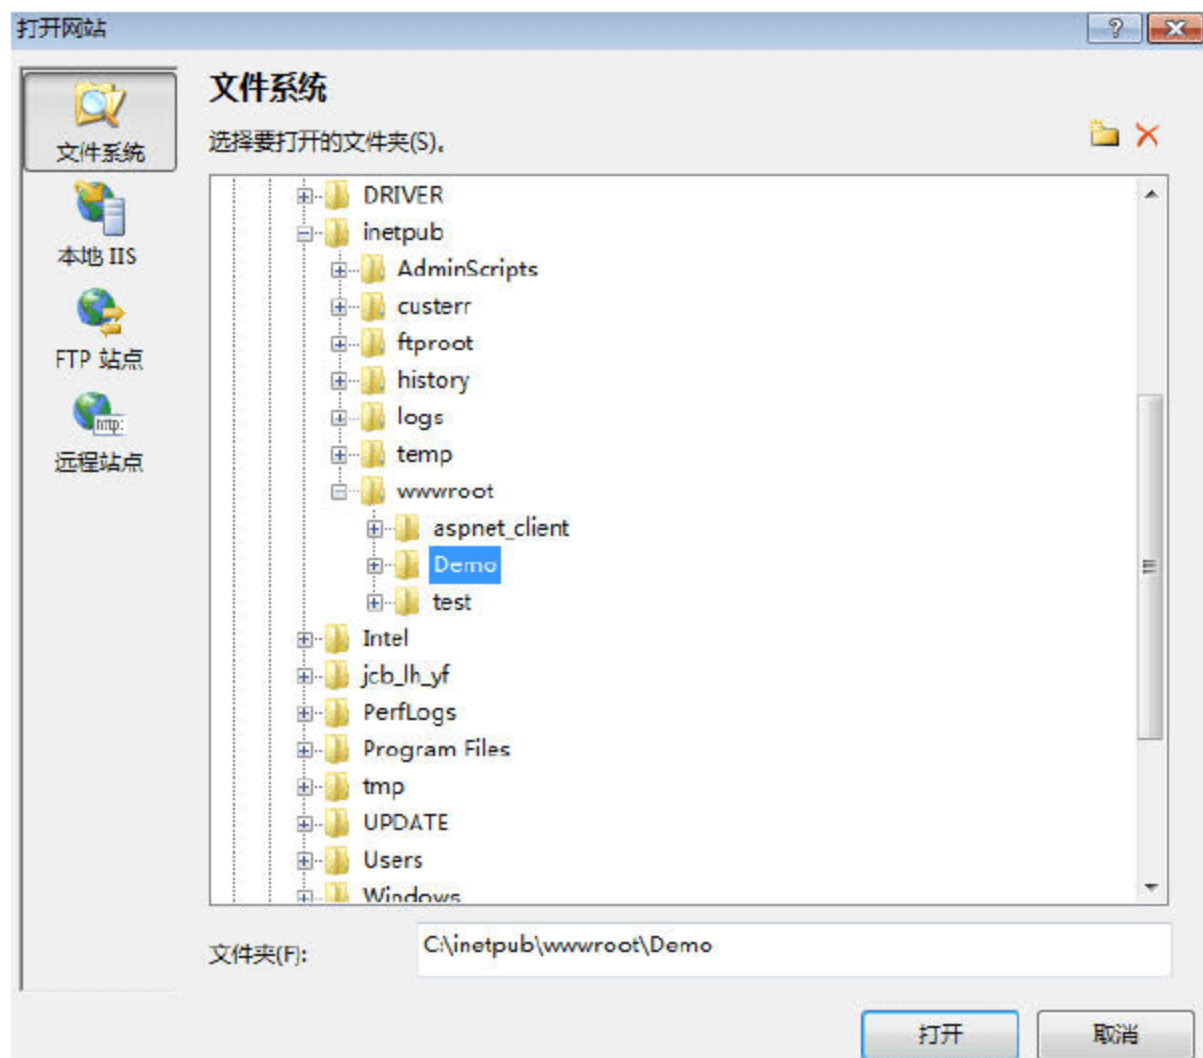 打开网站
文件系统
本地 IIS
FTP 站点
http:
远程站点
文件系统
选择要打开的文件夹(S)。
DRIVER
inetpub
AdminScripts
custerr
ftproot
history
logs
temp
wwwroot
aspnet_client
Demo
test
Intel
jcb_lh_yf
PerfLogs
Program Files
tmp
UPDATE
Users
Windows
文件夹(F):
C:\inetpub\wwwroot\Demo
打开
取消